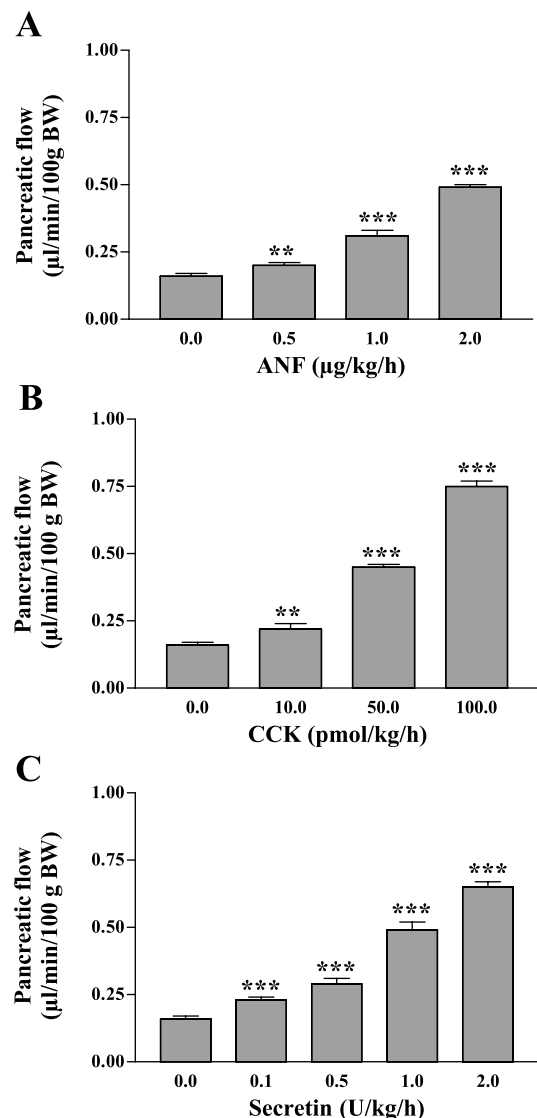 A
Pancreatic flow
(µl/min/100g BW)
1.00
0.75
0.50
0.25
0.00
**
***
***
0.0 0.5 1.0 2.0
ANF (µg/kg/h)
B
Pancreatic flow
(µl/min/100 g BW)
1.00
0.75
0.50
0.25
0.00
**
***
***
0.0 10.0 50.0 100.0
CCK (pmol/kg/h)
C
Pancreatic flow
(µl/min/100 g BW)
1.00
0.75
0.50
0.25
0.00
***
***
***
***
0.0 0.1 0.5 1.0 2.0
Secretin (U/kg/h)